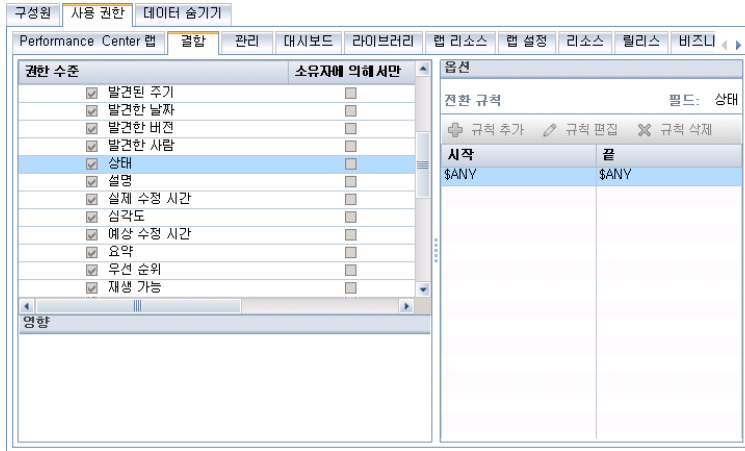 구성원 사용 권한 데이터 숨기기
Performance Center 랩 결함 관리 대시보드 라이브러리 랩 리소스 랩 설정 리소스 릴리스 비즈니
권한 수준 소유자에 의해서만
발견된 주기
발견한 날짜
발견한 버전
발견한 사람
상태
설명
실제 수정 시간
심각도
예상 수정 시간
요약
우선 순위
재생 가능
영향
옵션
전환 규칙 필드: 상태
규칙 추가 규칙 편집 규칙 삭제
시작 끝
$ANY $ANY